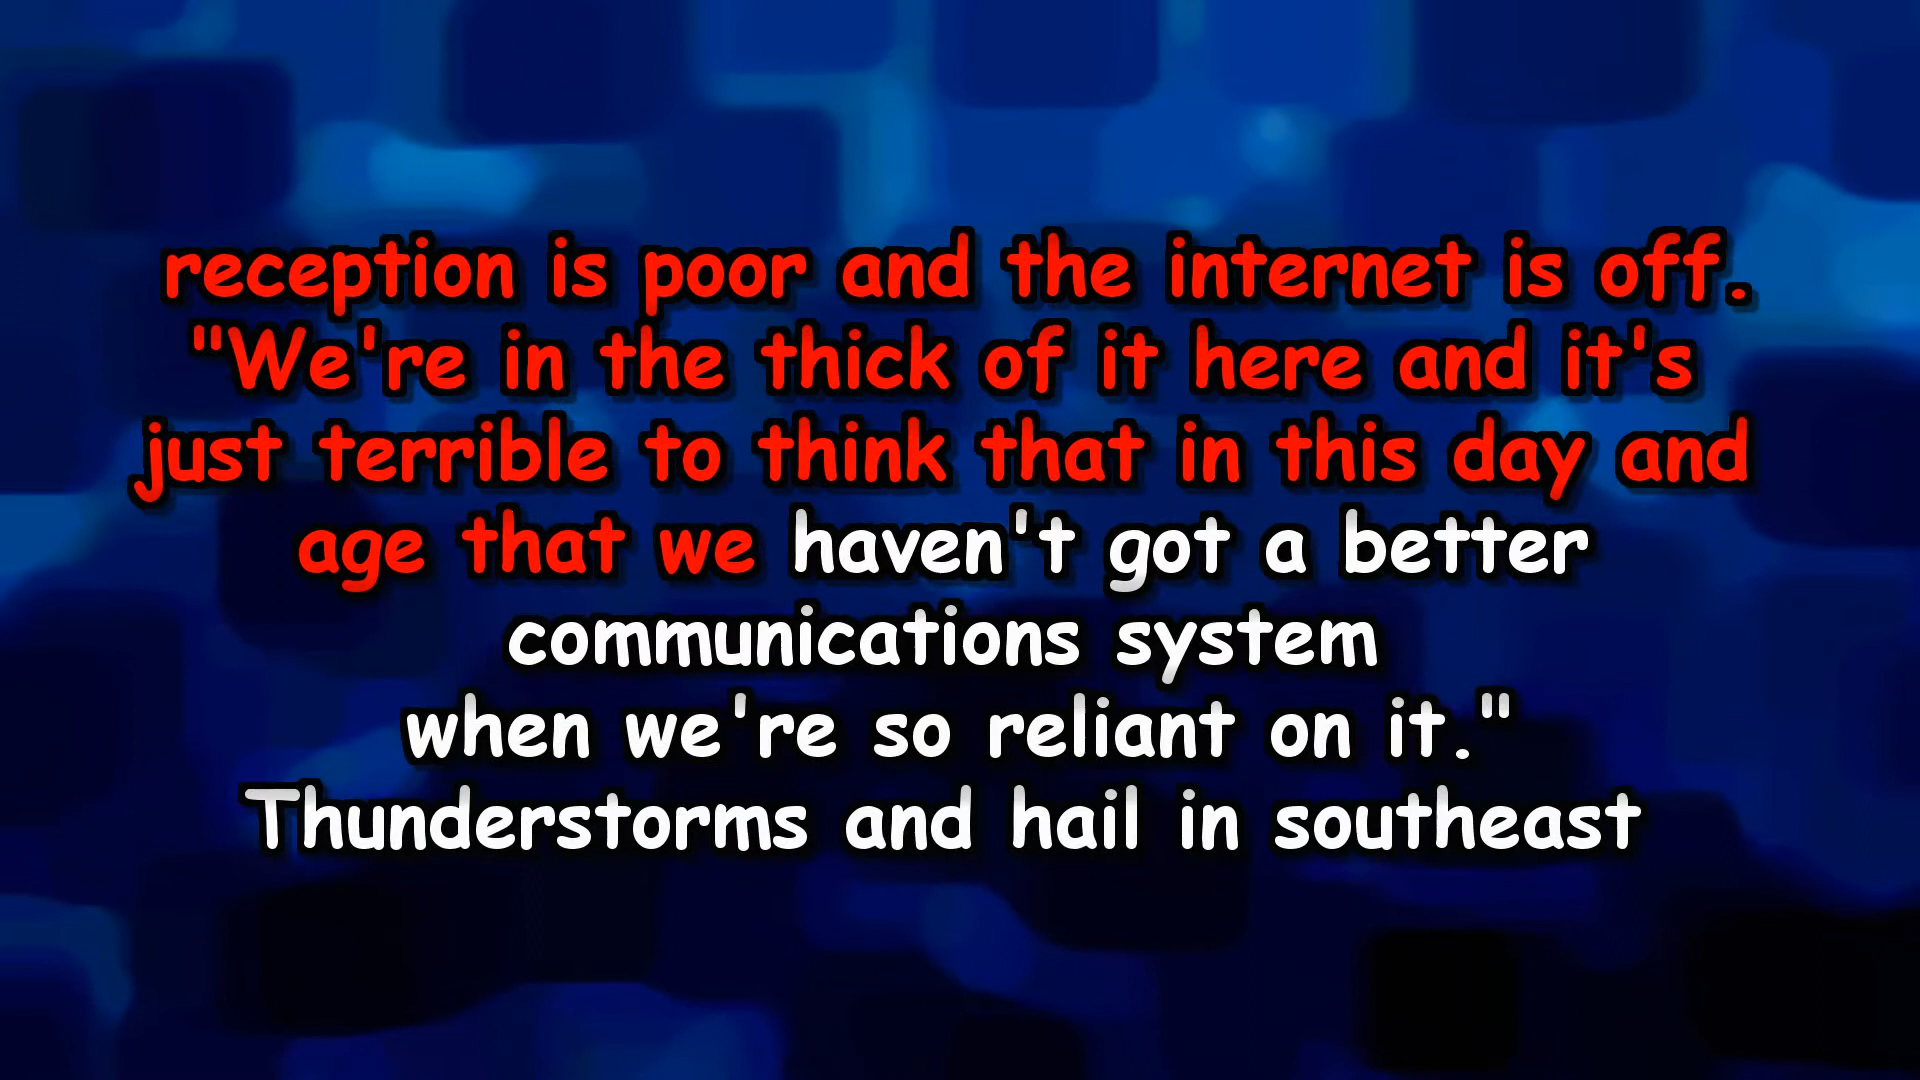 reception is poor and the internet is off.
"We're in the thick of it here and it's
just terrible to think that in this day and
age that we haven't got a better
communications system
when we're so reliant on it."
Thunderstorms and hail in southeast